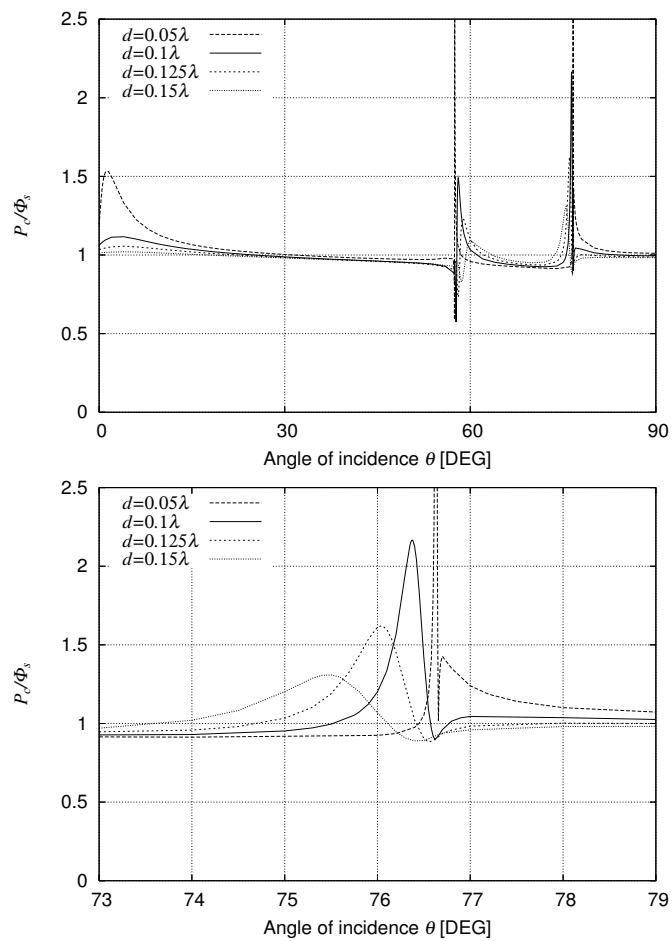 2.5
2
1.5
1
0.5
0
P_c/Φ_s
d=0.05λ
d=0.1λ
d=0.125λ
d=0.15λ
0 30 60 90
Angle of incidence θ [DEG]
2.5
2
1.5
1
0.5
0
P_c/Φ_s
d=0.05λ
d=0.1λ
d=0.125λ
d=0.15λ
73 74 75 76 77 78 79
Angle of incidence θ [DEG]